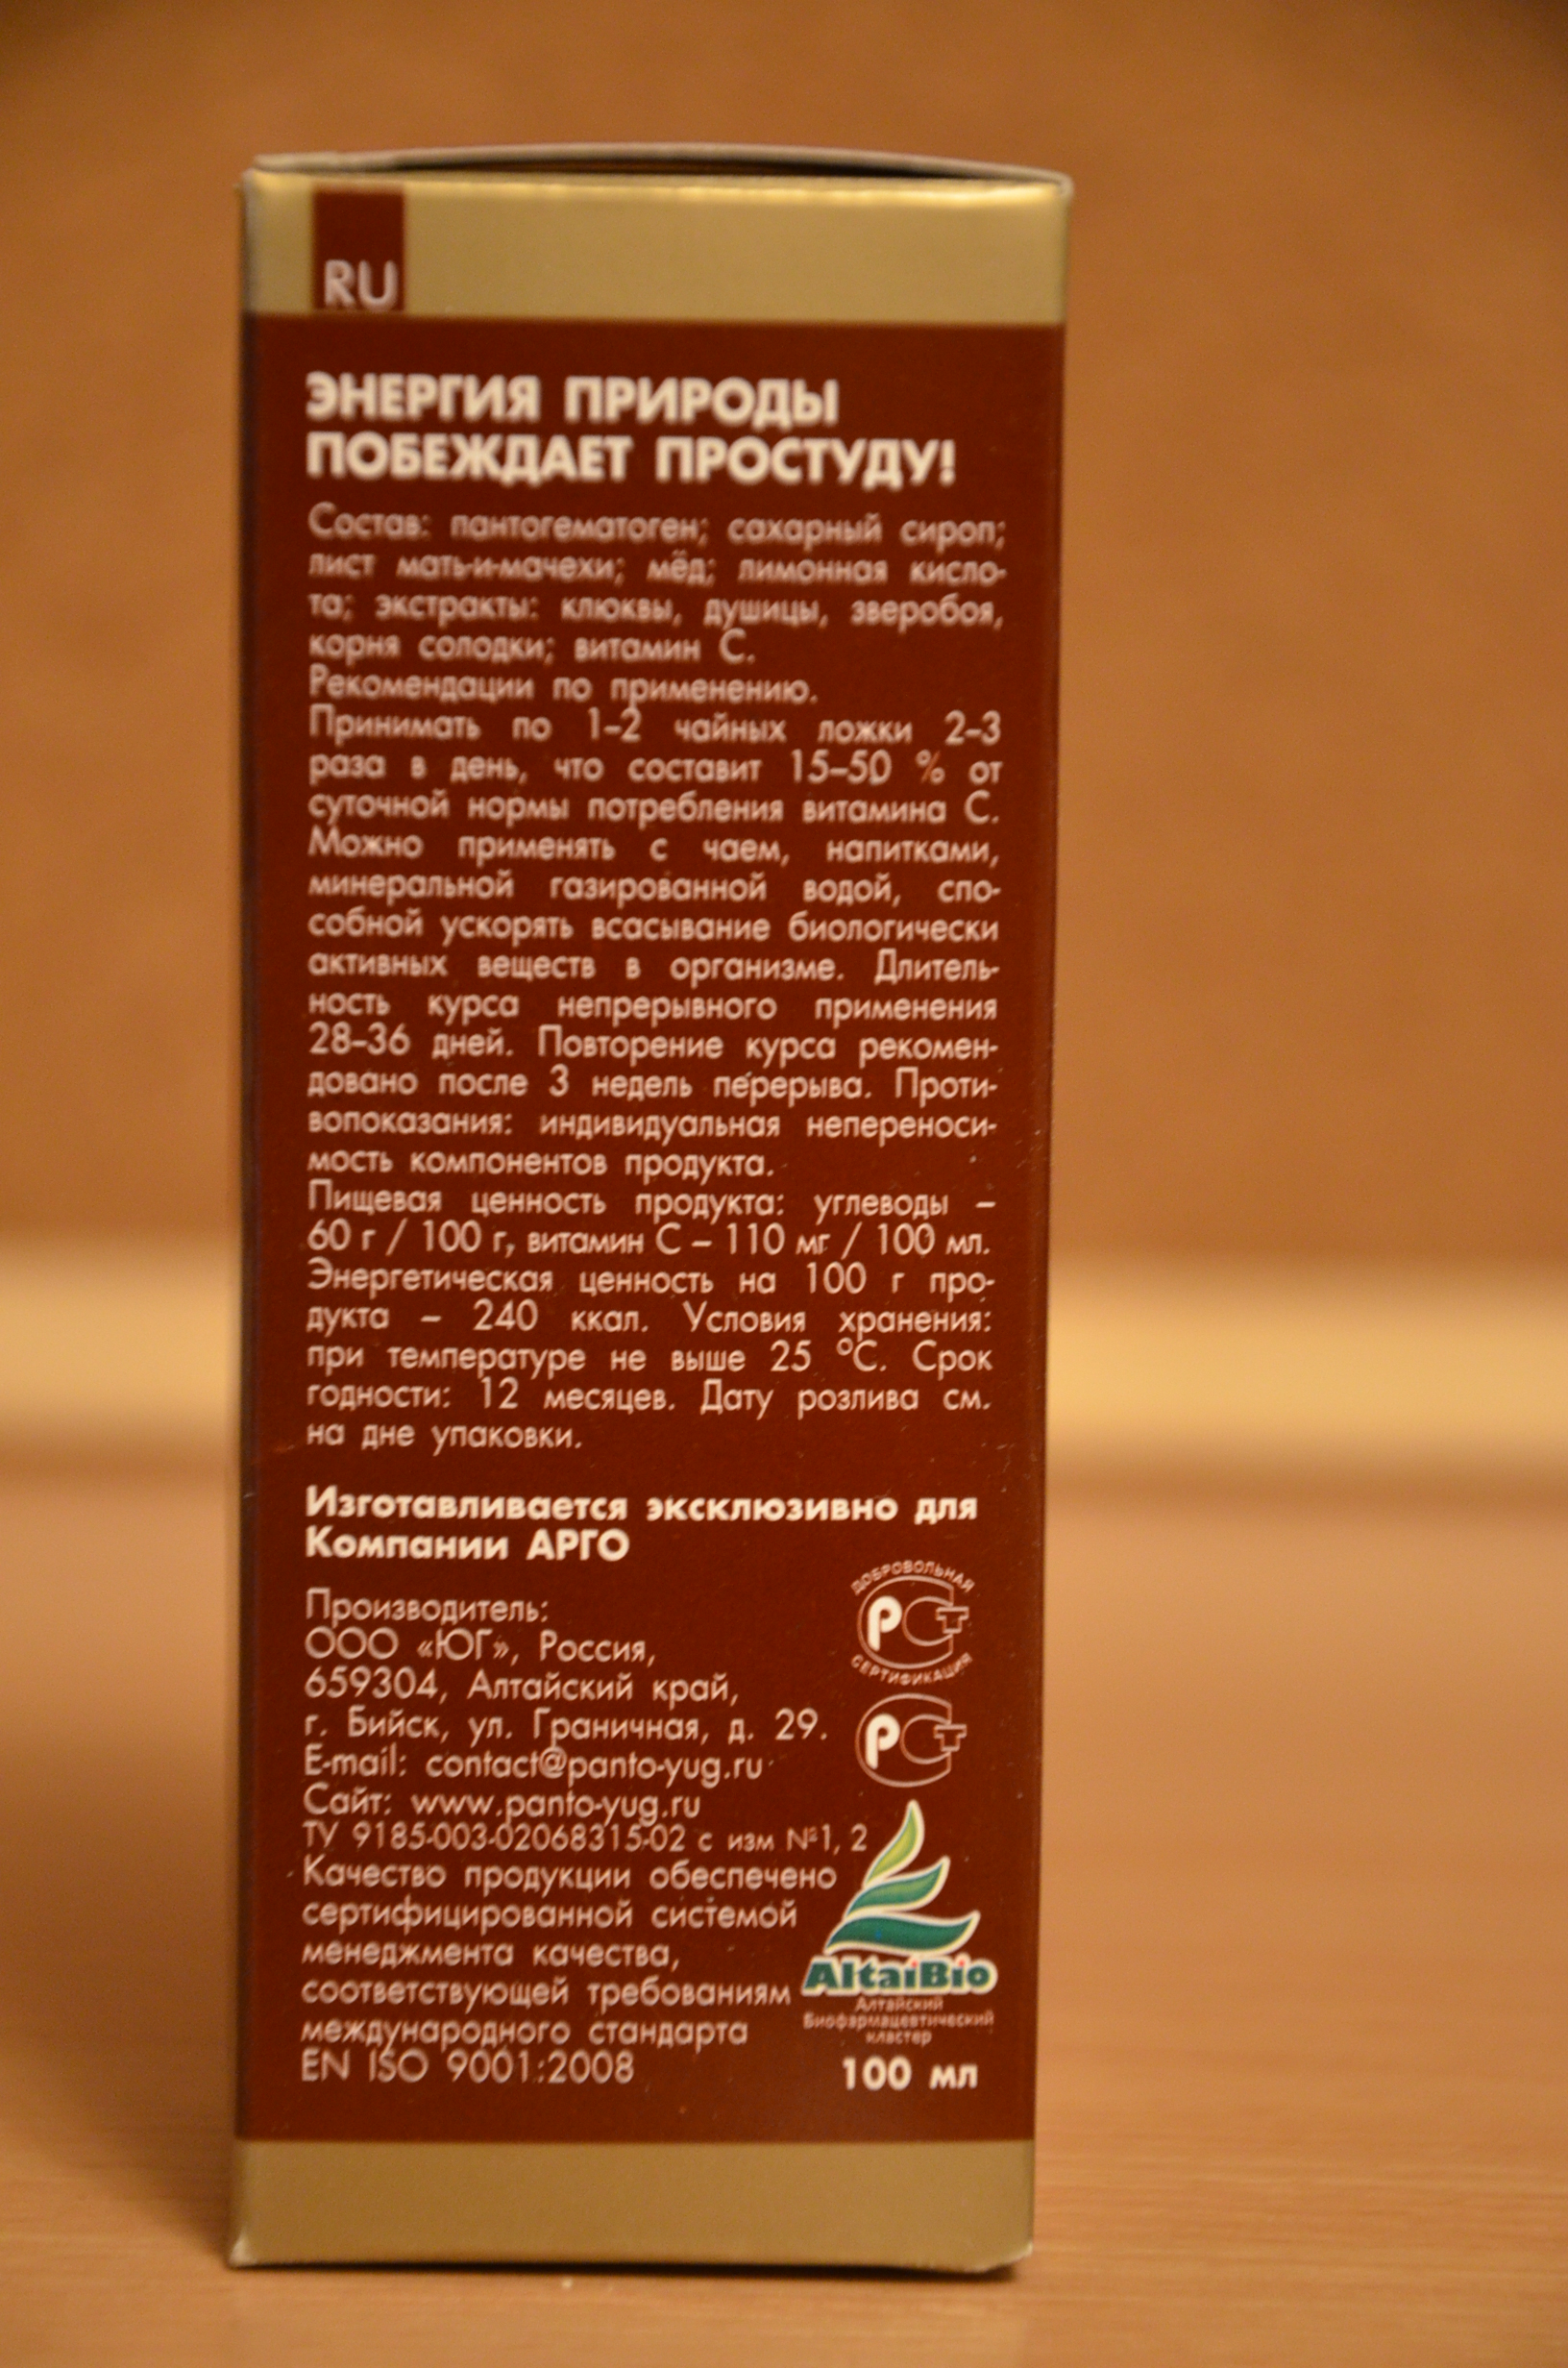 RU
ЭНЕРГИЯ ПРИРОДЫ
ПОБЕЖДАЕТ ПРОСТУДУ!
Состав: пантогематоген; сахарный сироп;
лист мать-и-мачехи; мёд; лимонная кисло-
та; экстракты: клюквы, душицы, зверобоя,
корня солодки; витамин С.
Рекомендации по применению.
Принимать по 1–2 чайных ложки 2–3
раза в день, что составит 15–50 % от
суточной нормы потребления витамина С.
Можно применять с чаем, напитками,
минеральной газированной водой, спо-
собной ускорять всасывание биологически
активных веществ в организме. Длитель-
ность курса непрерывного применения
28–36 дней. Повторение курса рекомен-
довано после 3 недель перерыва. Проти-
вопоказания: индивидуальная непереноси-
мость компонентов продукта.
Пищевая ценность продукта: углеводы –
60 г / 100 г, витамин С – 110 мг / 100 мл.
Энергетическая ценность на 100 г про-
дукта – 240 ккал. Условия хранения:
при температуре не выше 25 °С. Срок
годности: 12 месяцев. Дату розлива см.
на дне упаковки.
Изготавливается эксклюзивно для
Компании АРГО
Производитель:
ООО «ЮГ», Россия,
659304, Алтайский край,
г. Бийск, ул. Граничная, д. 29.
E-mail: contact@panto-yug.ru
Сайт: www.panto-yug.ru
ТУ 9185-003-02068315-02 с изм №1, 2
Качество продукции обеспечено
сертифицированной системой
менеджмента качества,
соответствующей требованиям
международного стандарта
EN ISO 9001:2008
ДОБРОВОЛЬНАЯ
РСТ
СЕРТИФИКАЦИЯ
РСТ
AltaiBio
Алтайский
Биофармацевтический
кластер
100 мл